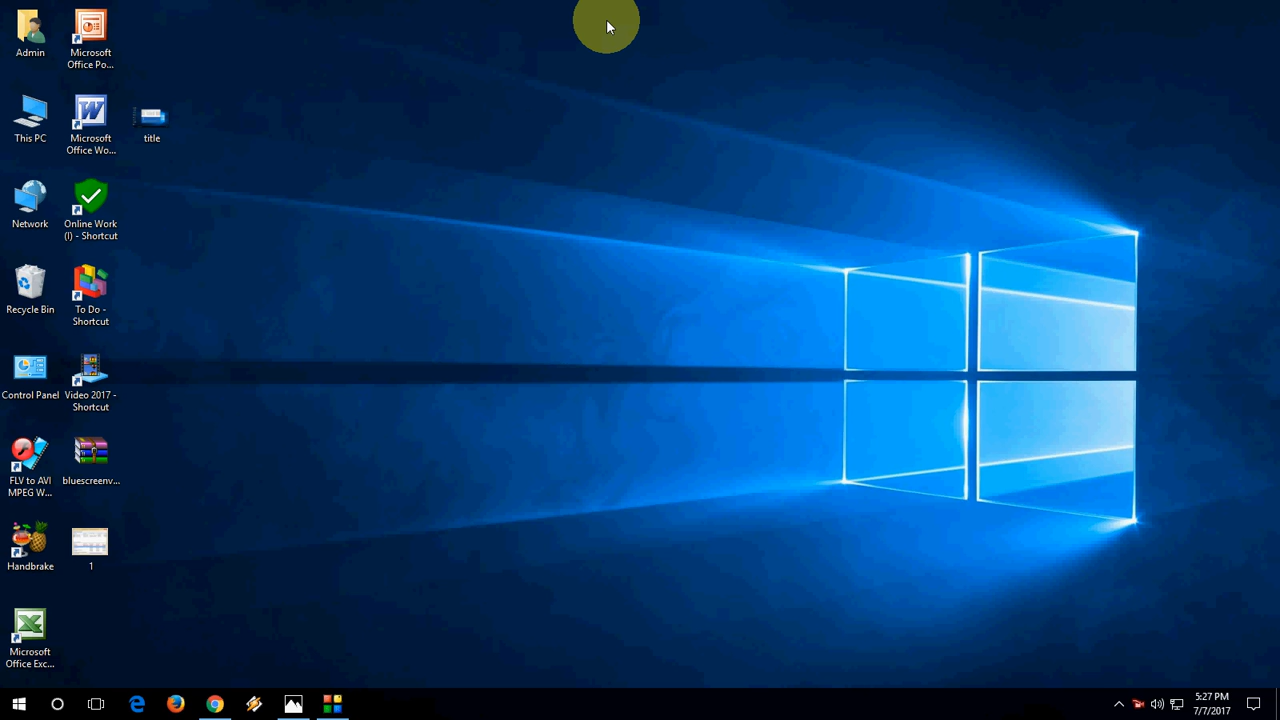 Admin
Microsoft
Office Po...
This PC
Microsoft
Office Wo...
title
Network
Online Work
(I) - Shortcut
Recycle Bin
To Do -
Shortcut
Control Panel
Video 2017 -
Shortcut
FLV to AVI
MPEG W...
bluescreenv...
Handbrake
1
Microsoft
Office Exc...
5:27 PM
7/7/2017